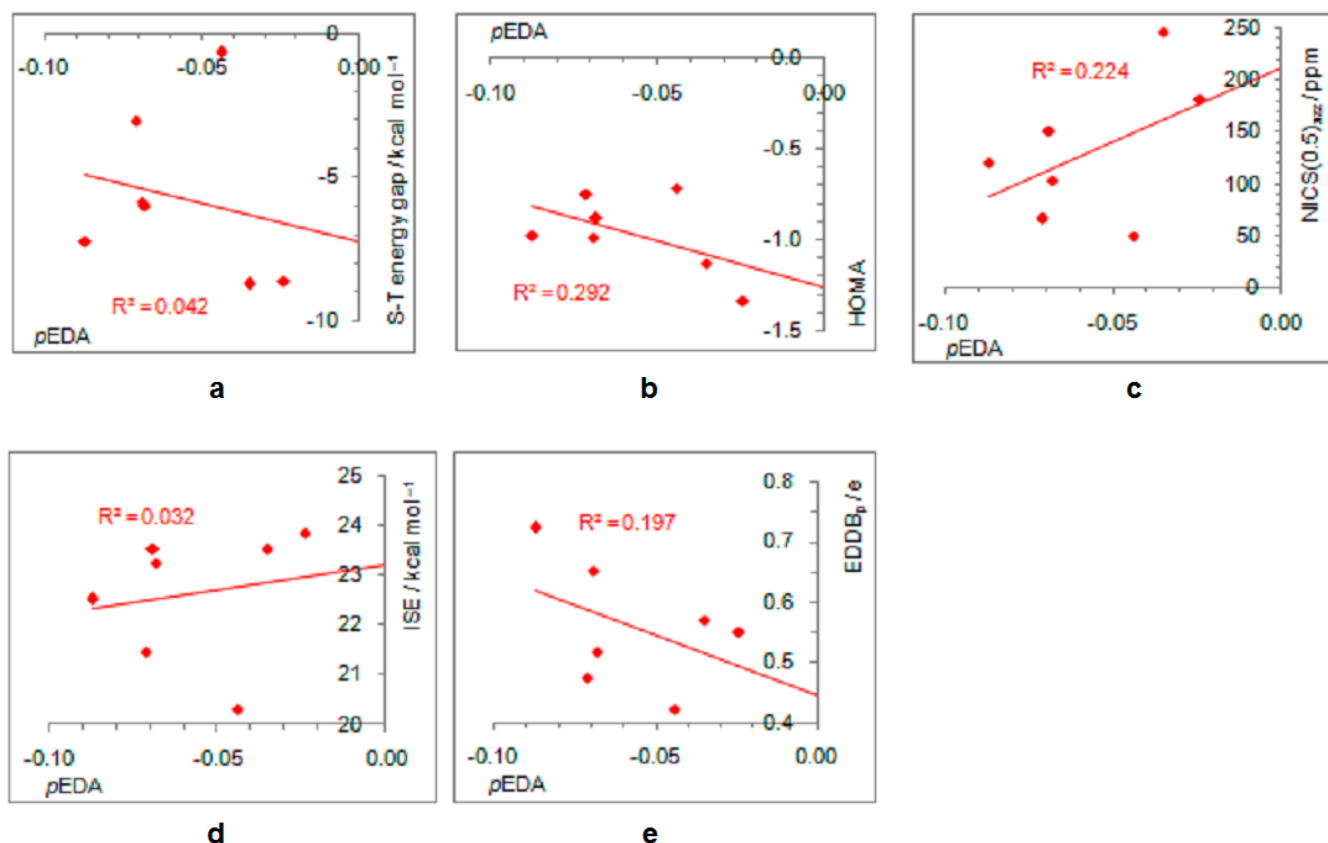 0
-0.10
-0.05
0.00
-5
-10
S-T energy gap / kcal mol⁻¹
R² = 0.042
pEDA
a
pEDA
0.0
-0.10
-0.05
0.00
-0.5
-1.0
-1.5
HOMA
R² = 0.292
b
250
200
150
100
50
0
NICS(0.5)πzz / ppm
R² = 0.224
-0.10
-0.05
0.00
pEDA
c
25
24
23
22
21
20
ISE / kcal mol⁻¹
R² = 0.032
-0.10
-0.05
0.00
pEDA
d
0.8
0.7
0.6
0.5
0.4
EDDBp / e
R² = 0.197
-0.10
-0.05
0.00
pEDA
e